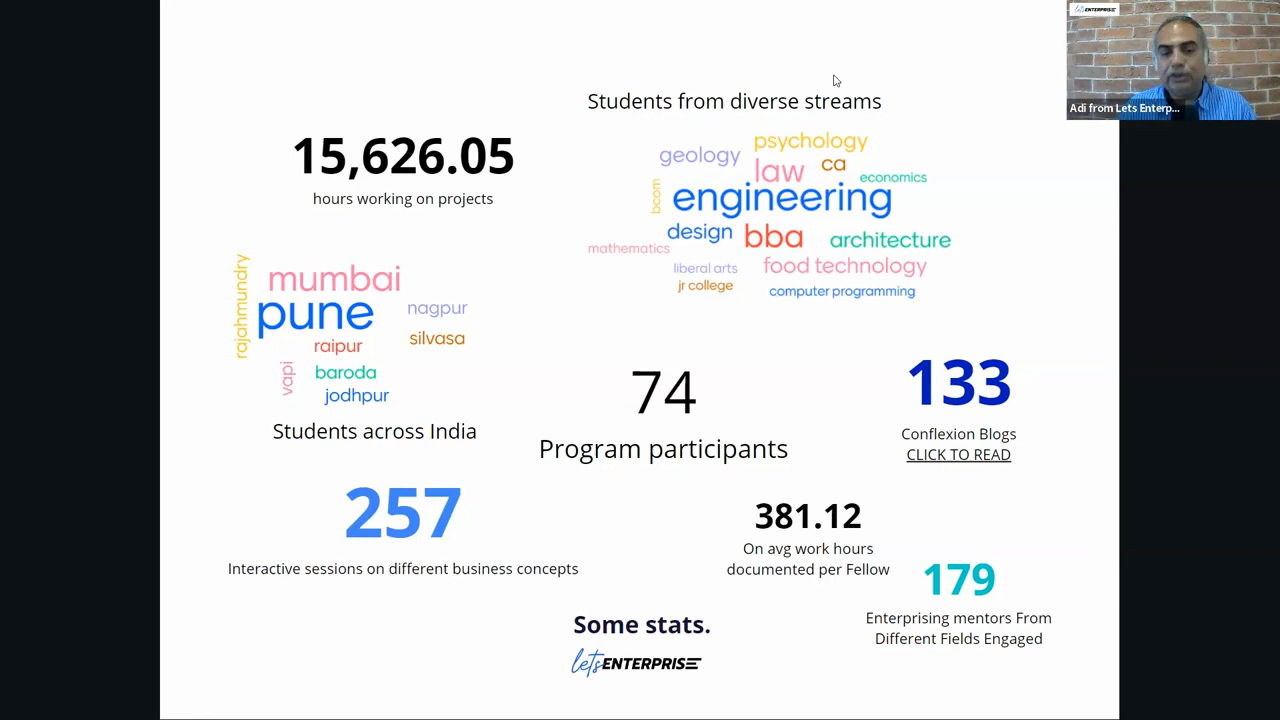 letsENTERPRISE
Adi from Lets Enterp...
Students from diverse streams
15,626.05
hours working on projects
psychology
geology
law
ca
economics
bcom
engineering
design
bba
architecture
mathematics
liberal arts
food technology
jr college
computer programming
rajahmundry
mumbai
pune
nagpur
raipur
silvasa
vapi
baroda
jodhpur
Students across India
74
Program participants
133
Conflexion Blogs
CLICK TO READ
257
Interactive sessions on different business concepts
381.12
On avg work hours
documented per Fellow
179
Enterprising mentors From
Different Fields Engaged
Some stats.
letsENTERPRISE